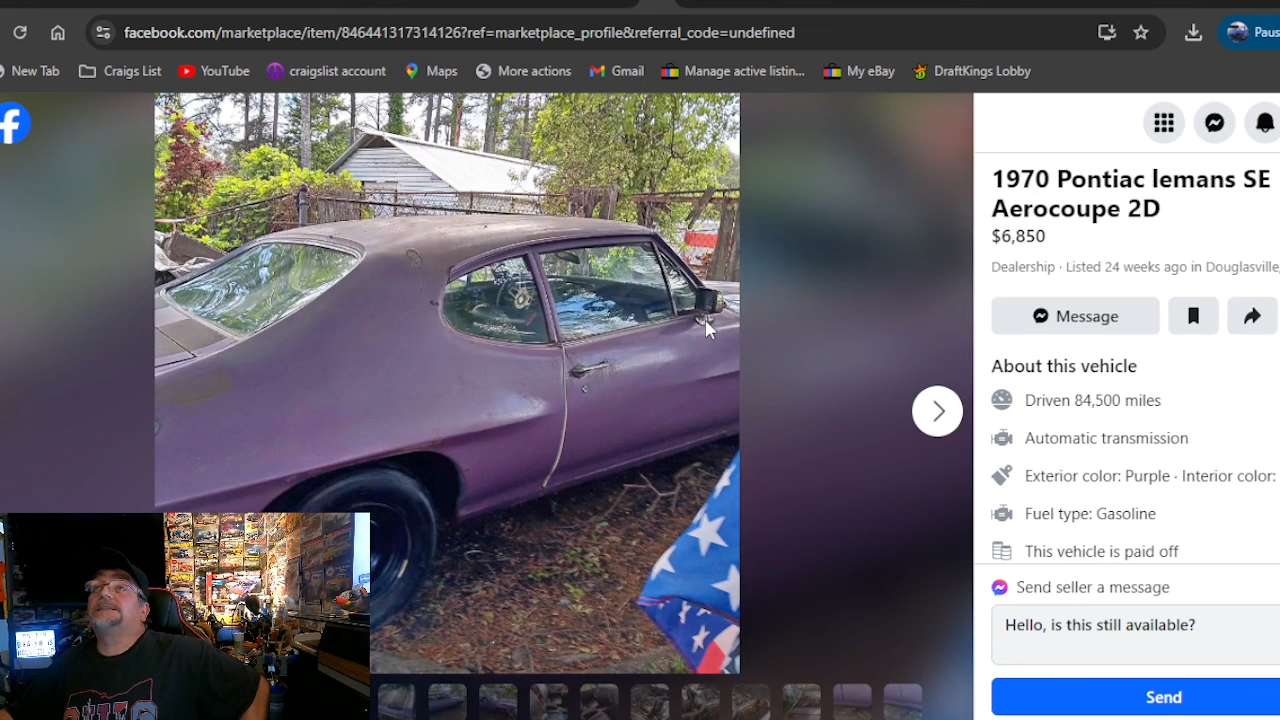 facebook.com/marketplace/item/846441317314126?ref=marketplace_profile&referral_code=undefined
Paus
New Tab
Craigs List
YouTube
craigslist account
Maps
More actions
Gmail
Manage active listin...
My eBay
DraftKings Lobby
1970 Pontiac lemans SE
Aerocoupe 2D
$6,850
Dealership · Listed 24 weeks ago in Douglasville,
Message
About this vehicle
Driven 84,500 miles
Automatic transmission
Exterior color: Purple · Interior color:
Fuel type: Gasoline
This vehicle is paid off
Send seller a message
Hello, is this still available?
Send